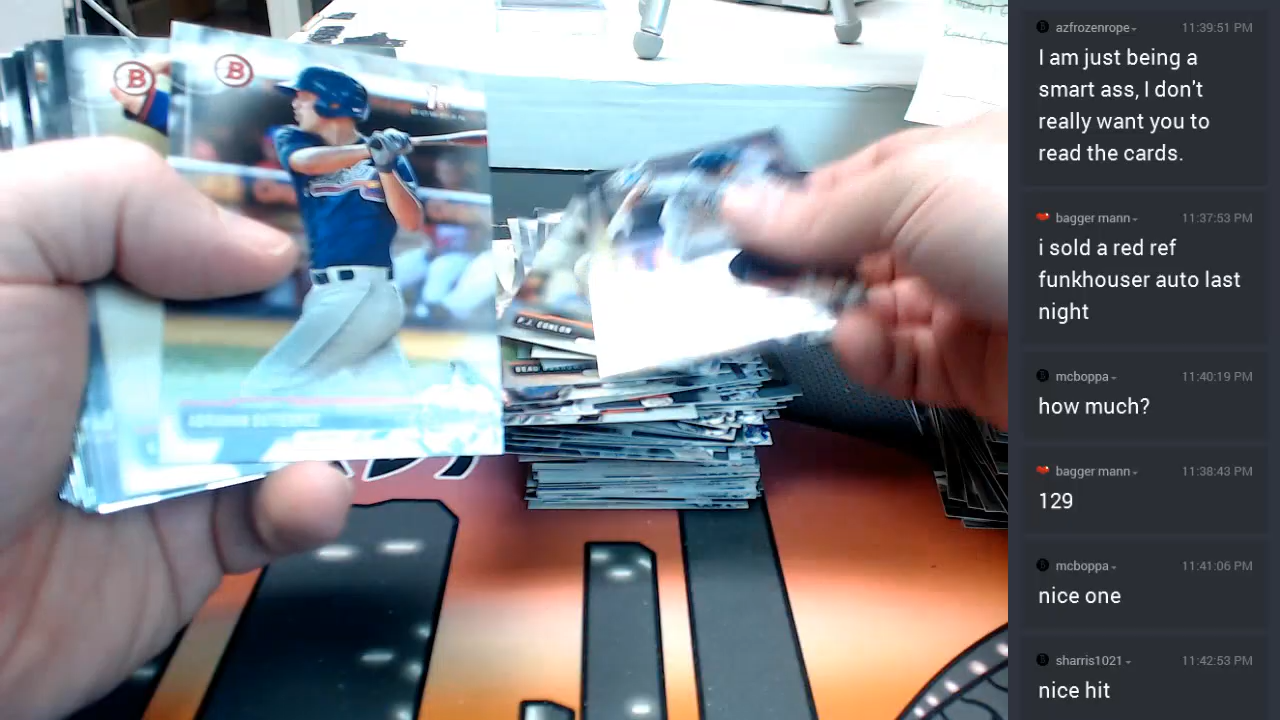 B
B
1ST
P.J. CONLON
BEAU
azfrozenrope
11:39:51 PM
I am just being a
smart ass, I don't
really want you to
read the cards.
bagger mann
11:37:53 PM
i sold a red ref
funkhouser auto last
night
mcboppa
11:40:19 PM
how much?
bagger mann
11:38:43 PM
129
mcboppa
11:41:06 PM
nice one
sharris1021
11:42:53 PM
nice hit